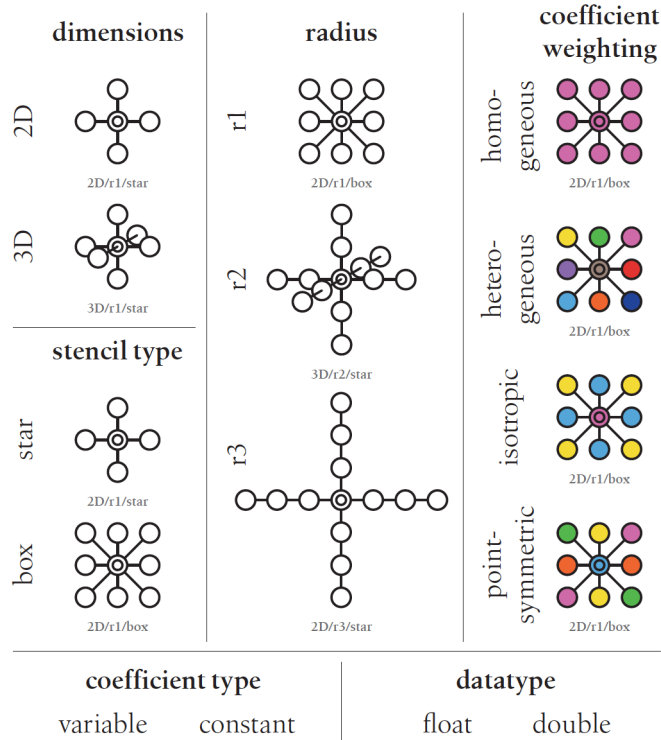 dimensions
2D
2D/r1/star
3D
3D/r1/star
stencil type
star
2D/r1/star
box
2D/r1/box
radius
r1
2D/r1/box
r2
3D/r2/star
r3
2D/r3/star
coefficient
weighting
homo-
geneous
2D/r1/box
hetero-
geneous
2D/r1/box
isotropic
2D/r1/box
point-
symmetric
2D/r1/box
coefficient type
variable constant
datatype
float double